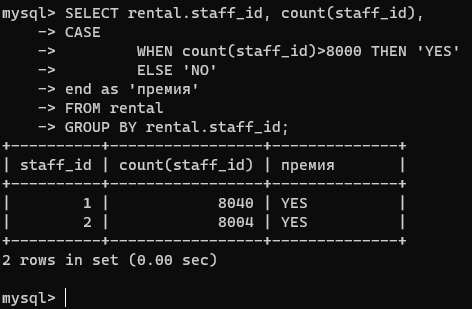 mysql> SELECT rental.staff_id, count(staff_id),
    -> CASE
    ->         WHEN count(staff_id)>8000 THEN 'YES'
    ->         ELSE 'NO'
    -> end as 'премия'
    -> FROM rental
    -> GROUP BY rental.staff_id;
+----------+-----------------+--------------+
| staff_id | count(staff_id) | премия       |
+----------+-----------------+--------------+
|        1 |            8040 | YES          |
|        2 |            8004 | YES          |
+----------+-----------------+--------------+
2 rows in set (0.00 sec)

mysql>